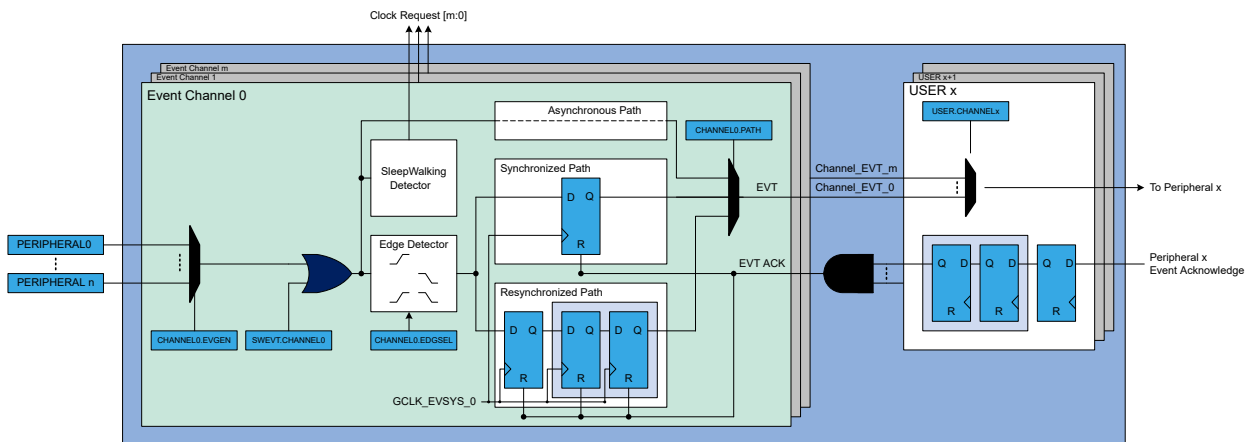 Clock Request [m:0]
Event Channel m
Event Channel 1
Event Channel 0
USER x+1
USER x
Asynchronous Path
CHANNEL0.PATH
USER.CHANNELx
SleepWalking
Detector
Synchronized Path
D Q
R
EVT
Channel_EVT_m
Channel_EVT_0
To Peripheral x
PERIPHERAL0
PERIPHERAL n
Edge Detector
EVT ACK
Q D
R
Q D
R
Q D
R
Peripheral x
Event Acknowledge
Resynchronized Path
D Q
R
D Q
R
D Q
R
CHANNEL0.EVGEN
SWEVT.CHANNEL0
CHANNEL0.EDGSEL
GCLK_EVSYS_0